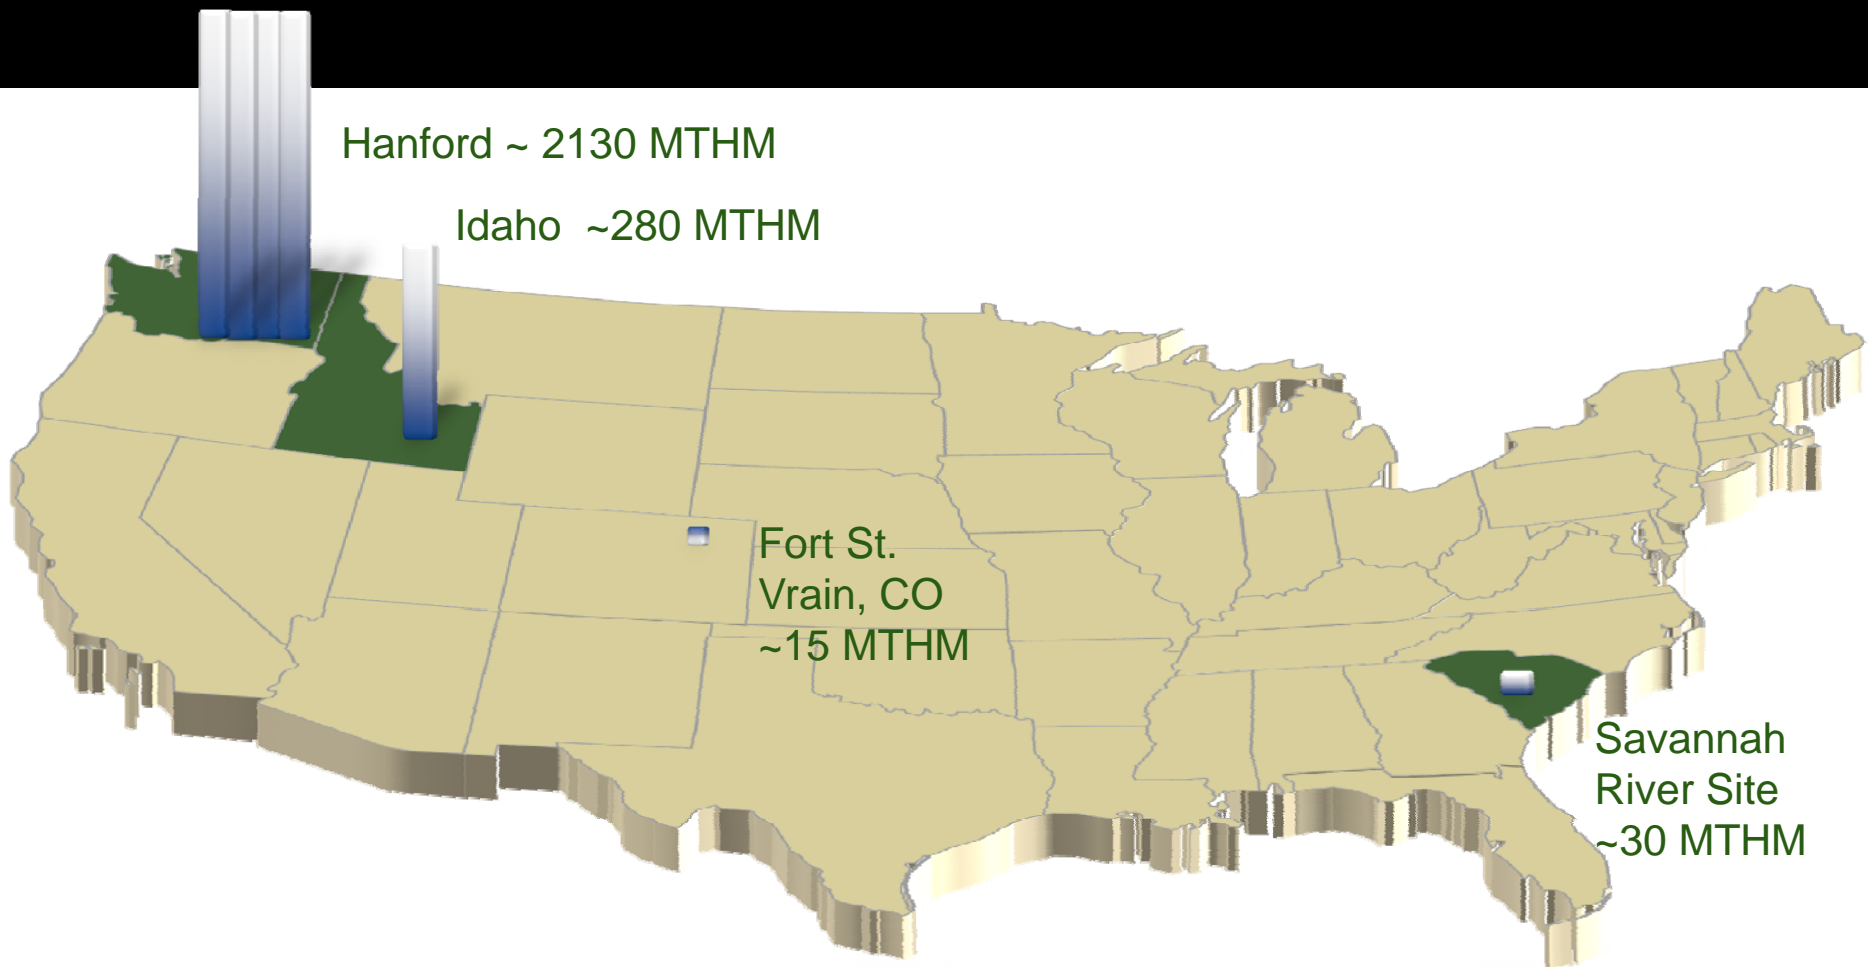 Hanford ~ 2130 MTHM
Idaho ~280 MTHM
Fort St.
Vrain, CO
~15 MTHM
Savannah
River Site
~30 MTHM